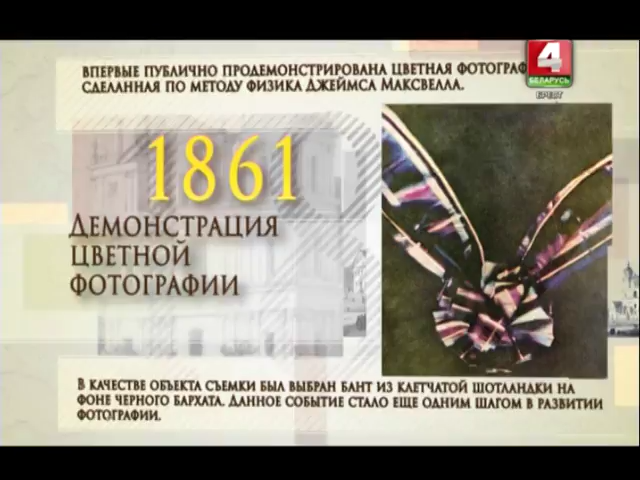 4
БЕЛАРУСЬ
БРЕСТ
ВПЕРВЫЕ ПУБЛИЧНО ПРОДЕМОНСТРИРОВАНА ЦВЕТНАЯ
СДЕЛАННАЯ ПО МЕТОДУ ФИЗИКА ДЖЕЙМСА МАКСВЕЛЛА.
1861
ДЕМОНСТРАЦИЯ
ЦВЕТНОЙ
ФОТОГРАФИИ
В КАЧЕСТВЕ ОБЪЕКТА СЪЕМКИ БЫЛ ВЫБРАН БАНТ ИЗ КЛЕТЧАТОЙ ШОТЛАНДКИ НА
ФОНЕ ЧЕРНОГО БАРХАТА. ДАННОЕ СОБЫТИЕ СТАЛО ЕЩЕ ОДНИМ ШАГОМ В РАЗВИТИИ
ФОТОГРАФИИ.